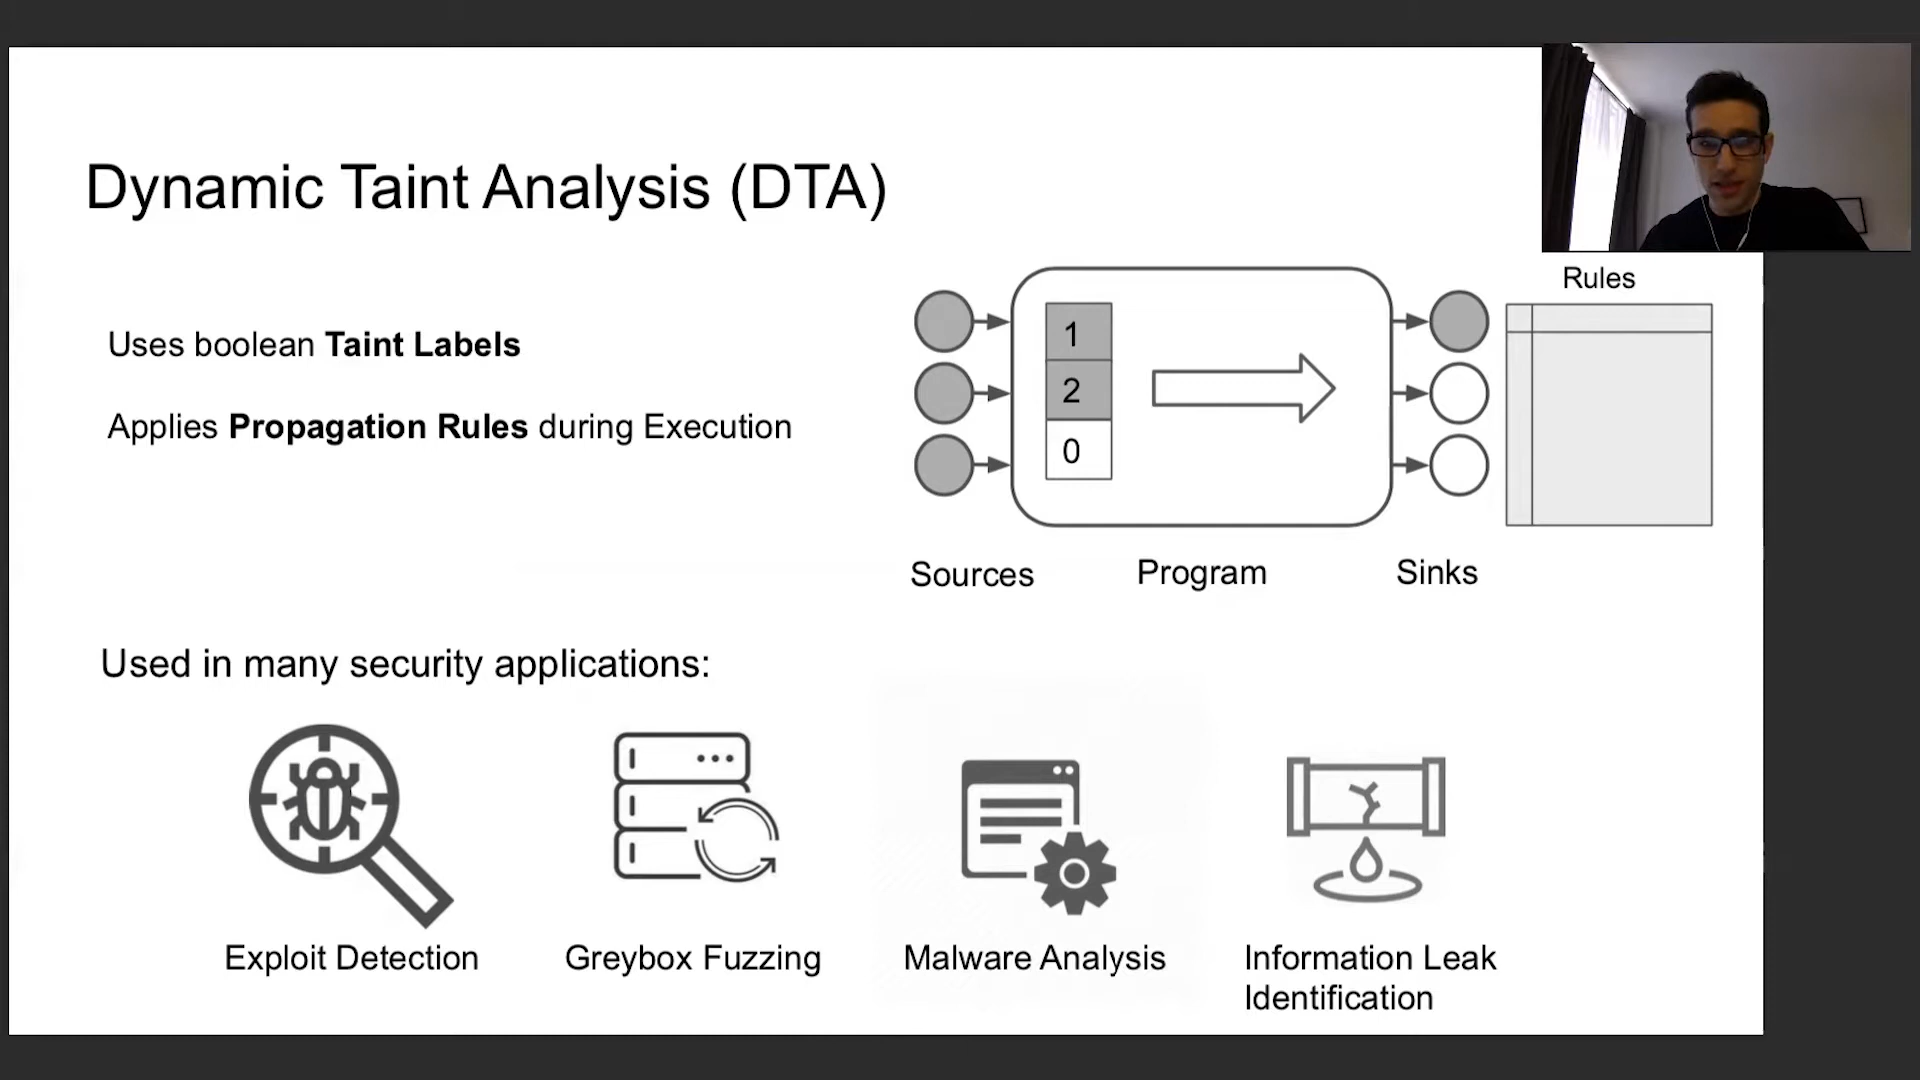 Dynamic Taint Analysis (DTA)
Uses boolean Taint Labels
Applies Propagation Rules during Execution
Rules
1
2
0
Sources
Program
Sinks
Used in many security applications:
Exploit Detection
Greybox Fuzzing
Malware Analysis
Information Leak
Identification